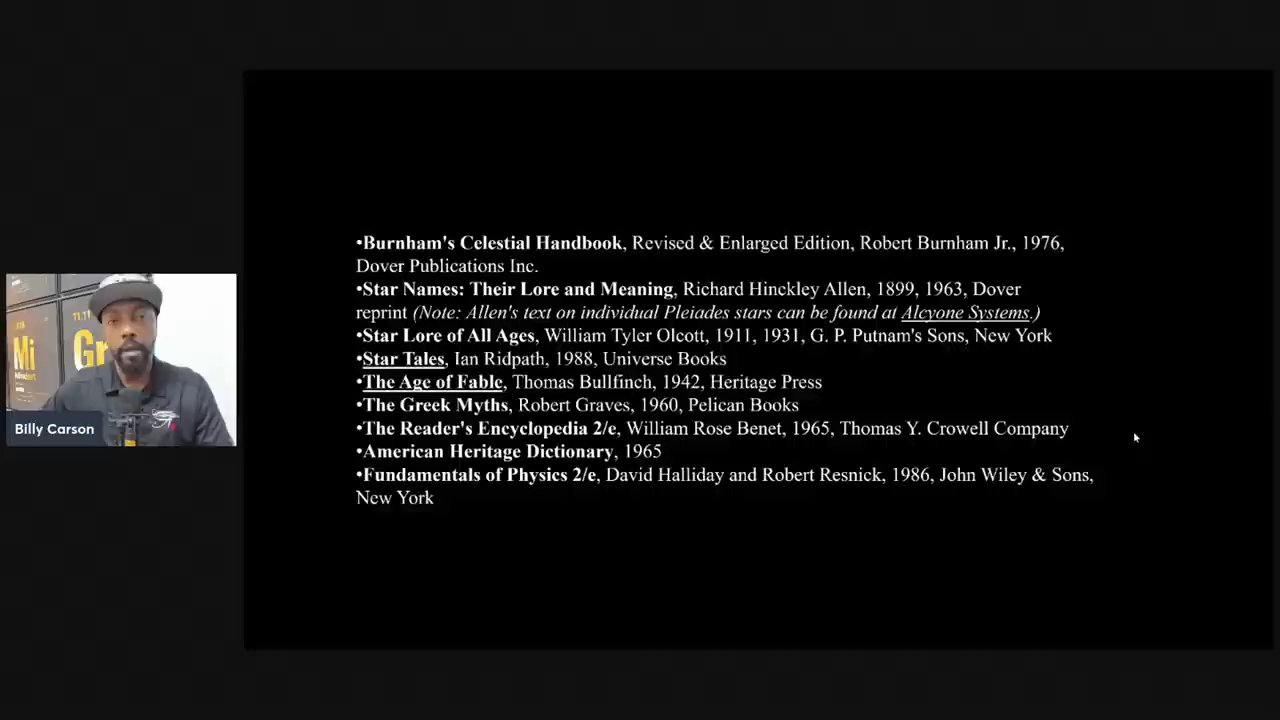 •Burnham's Celestial Handbook, Revised & Enlarged Edition, Robert Burnham Jr., 1976,
Dover Publications Inc.
•Star Names: Their Lore and Meaning, Richard Hinckley Allen, 1899, 1963, Dover
reprint (Note: Allen's text on individual Pleiades stars can be found at Alcyone Systems.)
•Star Lore of All Ages, William Tyler Olcott, 1911, 1931, G. P. Putnam's Sons, New York
•Star Tales, Ian Ridpath, 1988, Universe Books
•The Age of Fable, Thomas Bullfinch, 1942, Heritage Press
•The Greek Myths, Robert Graves, 1960, Pelican Books
•The Reader's Encyclopedia 2/e, William Rose Benet, 1965, Thomas Y. Crowell Company
•American Heritage Dictionary, 1965
•Fundamentals of Physics 2/e, David Halliday and Robert Resnick, 1986, John Wiley & Sons,
New York
Mi
Gr
Billy Carson